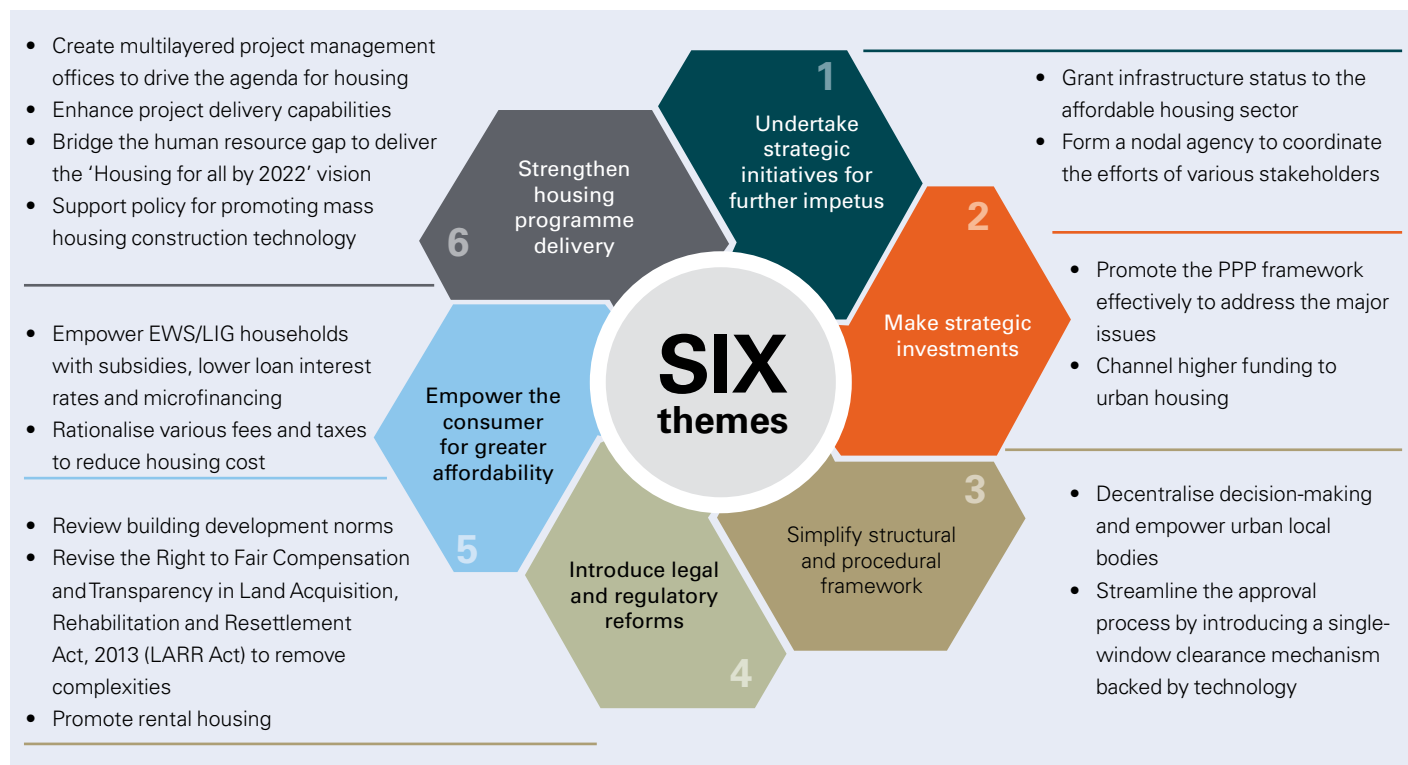 • Create multilayered project management
offices to drive the agenda for housing
• Enhance project delivery capabilities
• Bridge the human resource gap to deliver
the ‘Housing for all by 2022’ vision
• Support policy for promoting mass
housing construction technology
• Empower EWS/LIG households
with subsidies, lower loan interest
rates and microfinancing
• Rationalise various fees and taxes
to reduce housing cost
• Review building development norms
• Revise the Right to Fair Compensation
and Transparency in Land Acquisition,
Rehabilitation and Resettlement
Act, 2013 (LARR Act) to remove
complexities
• Promote rental housing
SIX
themes
1
Undertake
strategic
initiatives for
further impetus
2
Make strategic
investments
3
Simplify structural
and procedural
framework
4
Introduce legal
and regulatory
reforms
5
Empower the
consumer
for greater
affordability
6
Strengthen
housing
programme
delivery
• Grant infrastructure status to the
affordable housing sector
• Form a nodal agency to coordinate
the efforts of various stakeholders
• Promote the PPP framework
effectively to address the major
issues
• Channel higher funding to
urban housing
• Decentralise decision-making
and empower urban local
bodies
• Streamline the approval
process by introducing a single-
window clearance mechanism
backed by technology